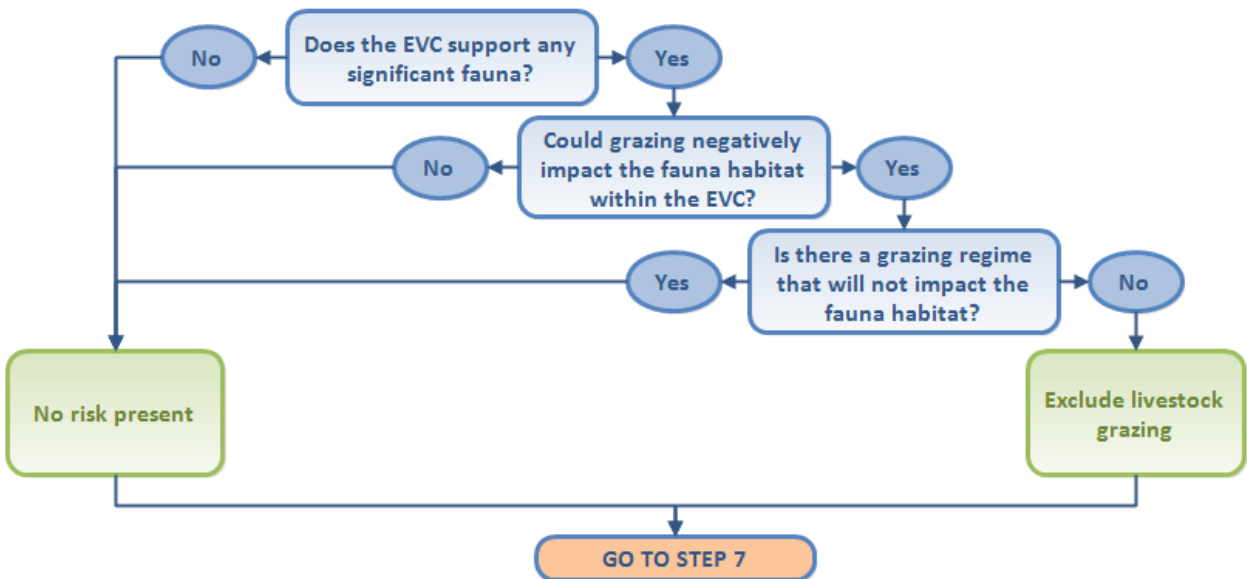 No
Does the EVC support any
significant fauna?
Yes
No
Could grazing negatively
impact the fauna habitat
within the EVC?
Yes
Yes
Is there a grazing regime
that will not impact the
fauna habitat?
No
No risk present
Exclude livestock
grazing
GO TO STEP 7